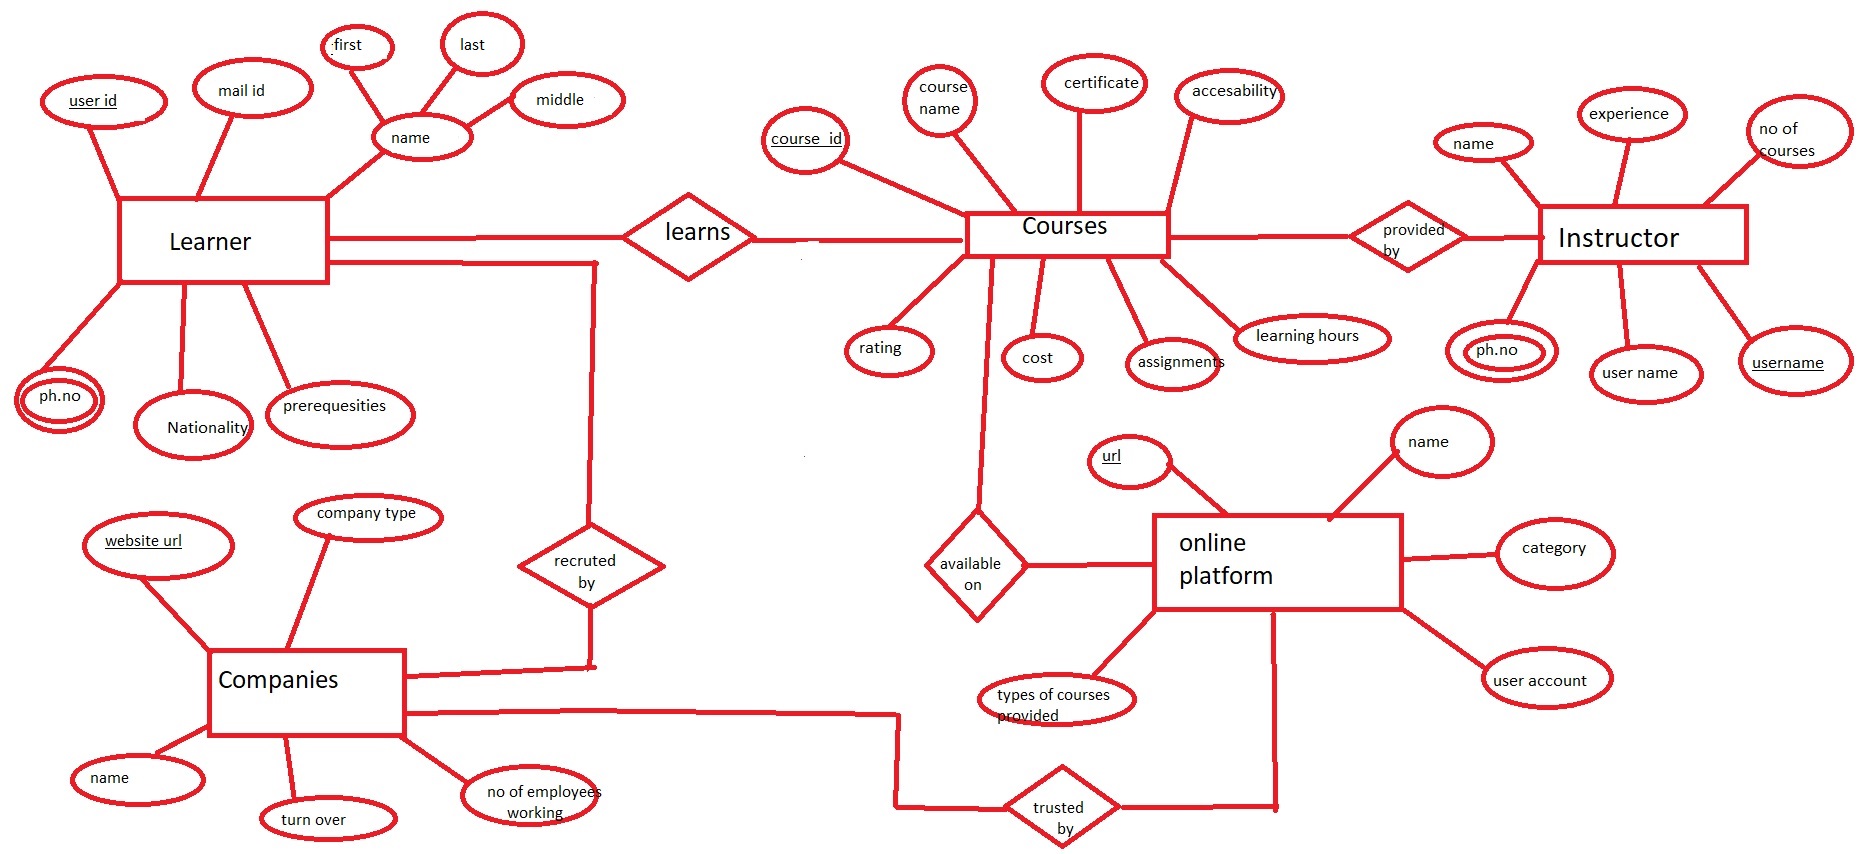 first
last
user id
mail id
middle
name
course
name
certificate
accesability
course  id
name
experience
no of
courses
Learner
learns
Courses
provided
by
Instructor
ph.no
Nationality
prerequesities
rating
cost
assignments
learning hours
ph.no
user name
username
url
name
company type
website url
recruted
by
available
on
online
platform
category
Companies
types of courses
provided
user account
name
turn over
no of employees
working
trusted
by